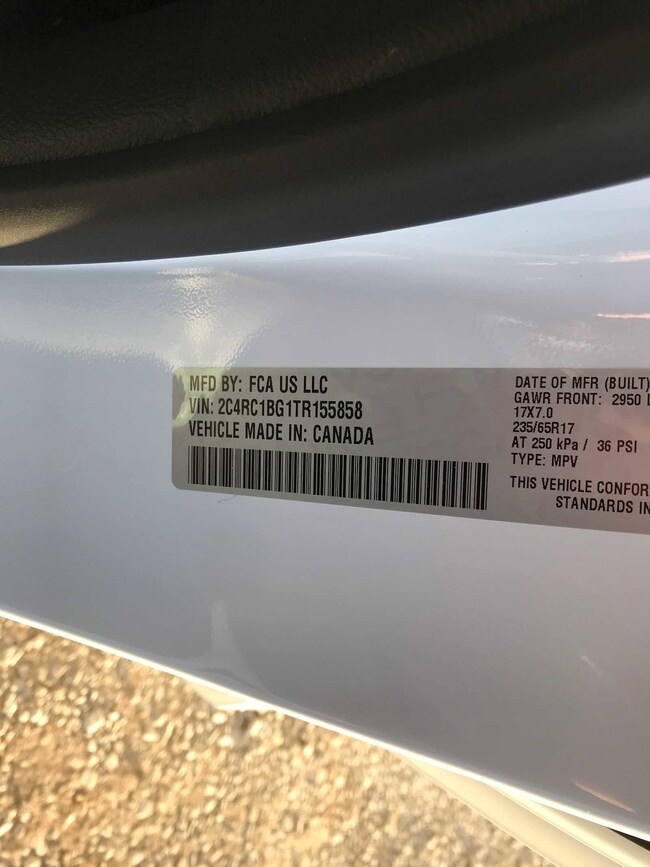 MFD BY: FCA US LLC
VIN: 2C4RC1BG1TR155858
VEHICLE MADE IN: CANADA
DATE OF MFR (BUILT)
GAWR FRONT: 2950 L
17X7.0
235/65R17
AT 250 kPa / 36 PSI
TYPE: MPV
THIS VEHICLE CONFOR
STANDARDS IN